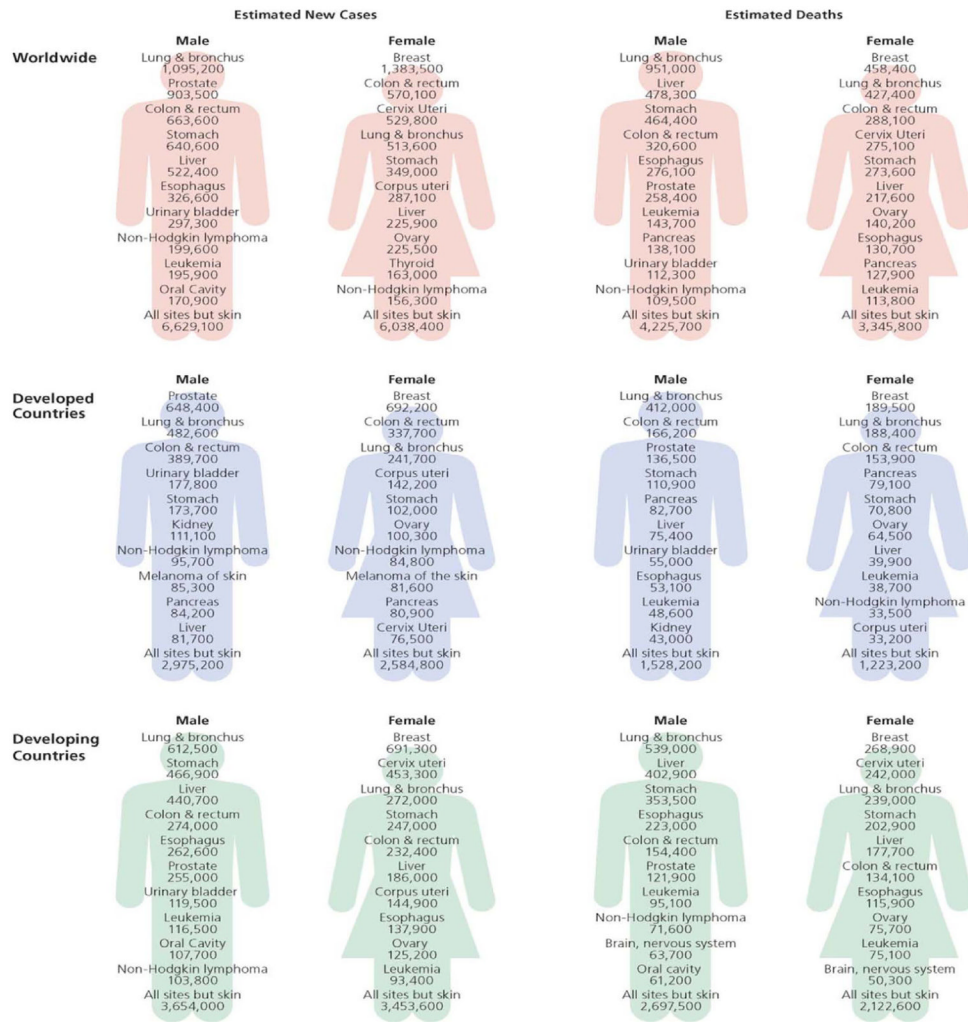 Estimated New Cases
Estimated Deaths
Worldwide
Male
Lung & bronchus
1,095,200
Prostate
903,500
Colon & rectum
663,600
Stomach
640,600
Liver
522,400
Esophagus
326,600
Urinary bladder
297,300
Non-Hodgkin lymphoma
199,600
Leukemia
195,900
Oral Cavity
170,900
All sites but skin
6,629,100
Female
Breast
1,383,500
Colon & rectum
570,100
Cervix Uteri
529,800
Lung & bronchus
513,600
Stomach
349,000
Corpus uteri
287,100
Liver
225,900
Ovary
225,500
Thyroid
163,000
Non-Hodgkin lymphoma
156,300
All sites but skin
6,038,400
Male
Lung & bronchus
951,000
Liver
478,300
Stomach
464,400
Colon & rectum
320,600
Esophagus
276,100
Prostate
258,400
Leukemia
143,700
Pancreas
138,100
Urinary bladder
112,300
Non-Hodgkin lymphoma
109,500
All sites but skin
4,225,700
Female
Breast
458,400
Lung & bronchus
427,400
Colon & rectum
288,100
Cervix Uteri
275,100
Stomach
273,600
Liver
217,600
Ovary
140,200
Esophagus
130,700
Pancreas
127,900
Leukemia
113,800
All sites but skin
3,345,800
Developed
Countries
Male
Prostate
648,400
Lung & bronchus
482,600
Colon & rectum
389,700
Urinary bladder
177,800
Stomach
173,700
Kidney
111,100
Non-Hodgkin lymphoma
95,700
Melanoma of skin
85,300
Pancreas
84,200
Liver
81,700
All sites but skin
2,975,200
Female
Breast
692,200
Colon & rectum
337,700
Lung & bronchus
241,700
Corpus uteri
142,200
Stomach
102,000
Ovary
100,300
Non-Hodgkin lymphoma
84,800
Melanoma of the skin
81,600
Pancreas
80,900
Cervix Uteri
76,500
All sites but skin
2,584,800
Male
Lung & bronchus
412,000
Colon & rectum
166,200
Prostate
136,500
Stomach
110,900
Pancreas
82,700
Liver
75,400
Urinary bladder
55,000
Esophagus
53,100
Leukemia
48,600
Kidney
43,000
All sites but skin
1,528,200
Female
Breast
189,500
Lung & bronchus
188,400
Colon & rectum
153,900
Pancreas
79,100
Stomach
70,800
Ovary
64,500
Liver
39,900
Leukemia
38,700
Non-Hodgkin lymphoma
33,500
Corpus uteri
33,200
All sites but skin
1,223,200
Developing
Countries
Male
Lung & bronchus
612,500
Stomach
466,900
Liver
440,700
Colon & rectum
274,000
Esophagus
262,600
Prostate
255,000
Urinary bladder
119,500
Leukemia
116,500
Oral Cavity
107,700
Non-Hodgkin lymphoma
103,800
All sites but skin
3,654,000
Female
Breast
691,300
Cervix uteri
453,300
Lung & bronchus
272,000
Stomach
247,000
Colon & rectum
232,400
Liver
186,000
Corpus uteri
144,900
Esophagus
137,900
Ovary
125,200
Leukemia
93,400
All sites but skin
3,453,600
Male
Lung & bronchus
539,000
Liver
402,900
Stomach
353,500
Esophagus
223,000
Colon & rectum
154,400
Prostate
121,900
Leukemia
95,100
Non-Hodgkin lymphoma
71,600
Brain, nervous system
63,700
Oral cavity
61,200
All sites but skin
2,697,500
Female
Breast
268,900
Cervix uteri
242,000
Lung & bronchus
239,000
Stomach
202,900
Liver
177,700
Colon & rectum
134,100
Esophagus
115,900
Ovary
75,700
Leukemia
75,100
Brain, nervous system
50,300
All sites but skin
2,122,600